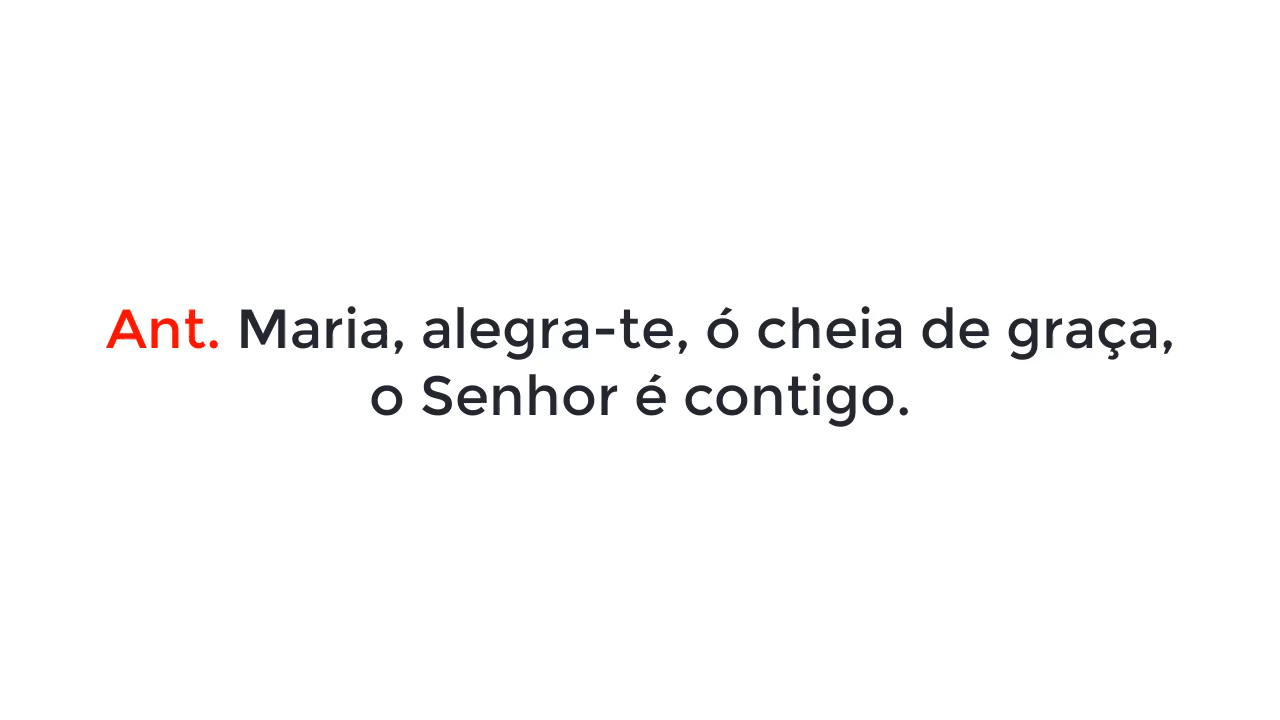 Ant. Maria, alegra-te, ó cheia de graça,
o Senhor é contigo.